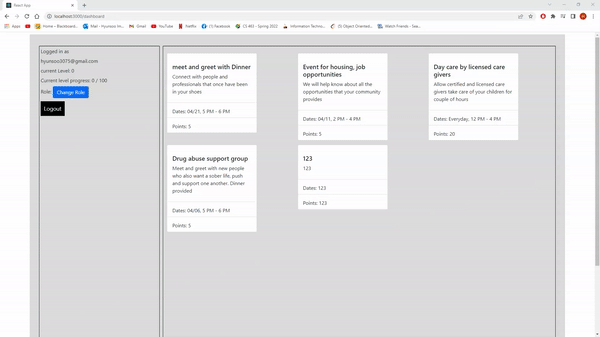 React App
localhost:3000/dashboard
Apps
Home – Blackboard...
Mail - Hyunsoo Im...
Gmail
YouTube
Netflix
(1) Facebook
CS 465 - Spring 2022
Information Techno...
(1) Object Oriented...
Watch Friends - Sea...
Logged in as
hyunsoo3075@gmail.com
current Level: 0
Current level progress: 0 / 100
Role: Change Role
Logout
meet and greet with Dinner
Connect with people and
professionals that once have been
in your shoes
Dates: 04/21, 5 PM - 6 PM
Points: 5
Event for housing, job
opportunities
We will help know about all the
opportunities that your community
provides
Dates: 04/11, 2 PM - 4 PM
Points: 5
Day care by licensed care
givers
Allow certified and licensed care
givers take care of your children for
couple of hours
Dates: Everyday, 12 PM - 4 PM
Points: 20
Drug abuse support group
Meet and greet with new people
who also want a sober life, push
and support one another. Dinner
provided
Dates: 04/06, 5 PM - 6 PM
Points: 5
123
123
Dates: 123
Points: 123